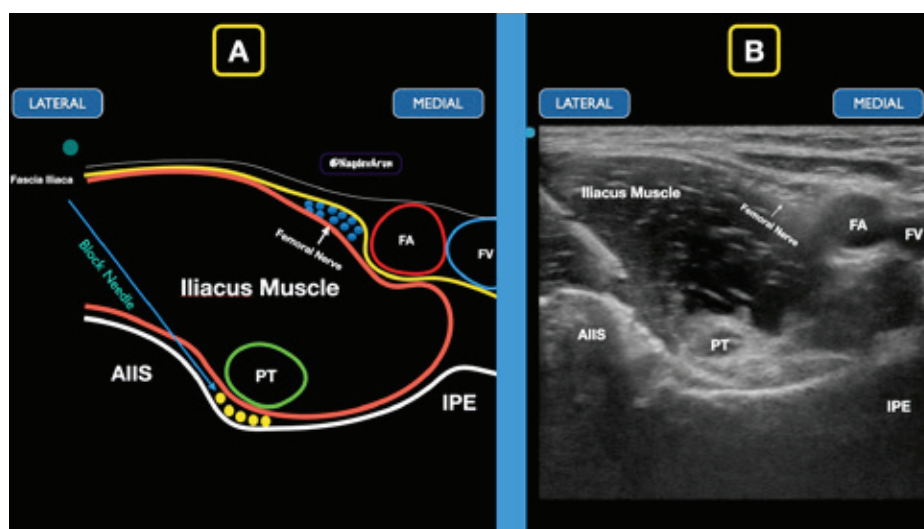 A
LATERAL
MEDIAL
@NagdevArun
Fascia Iliaca
Femoral Nerve
FA
FV
Block Needle
Iliacus Muscle
AIIS
PT
IPE
B
LATERAL
MEDIAL
Iliacus Muscle
Femoral Nerve
FA
FV
AIIS
PT
IPE